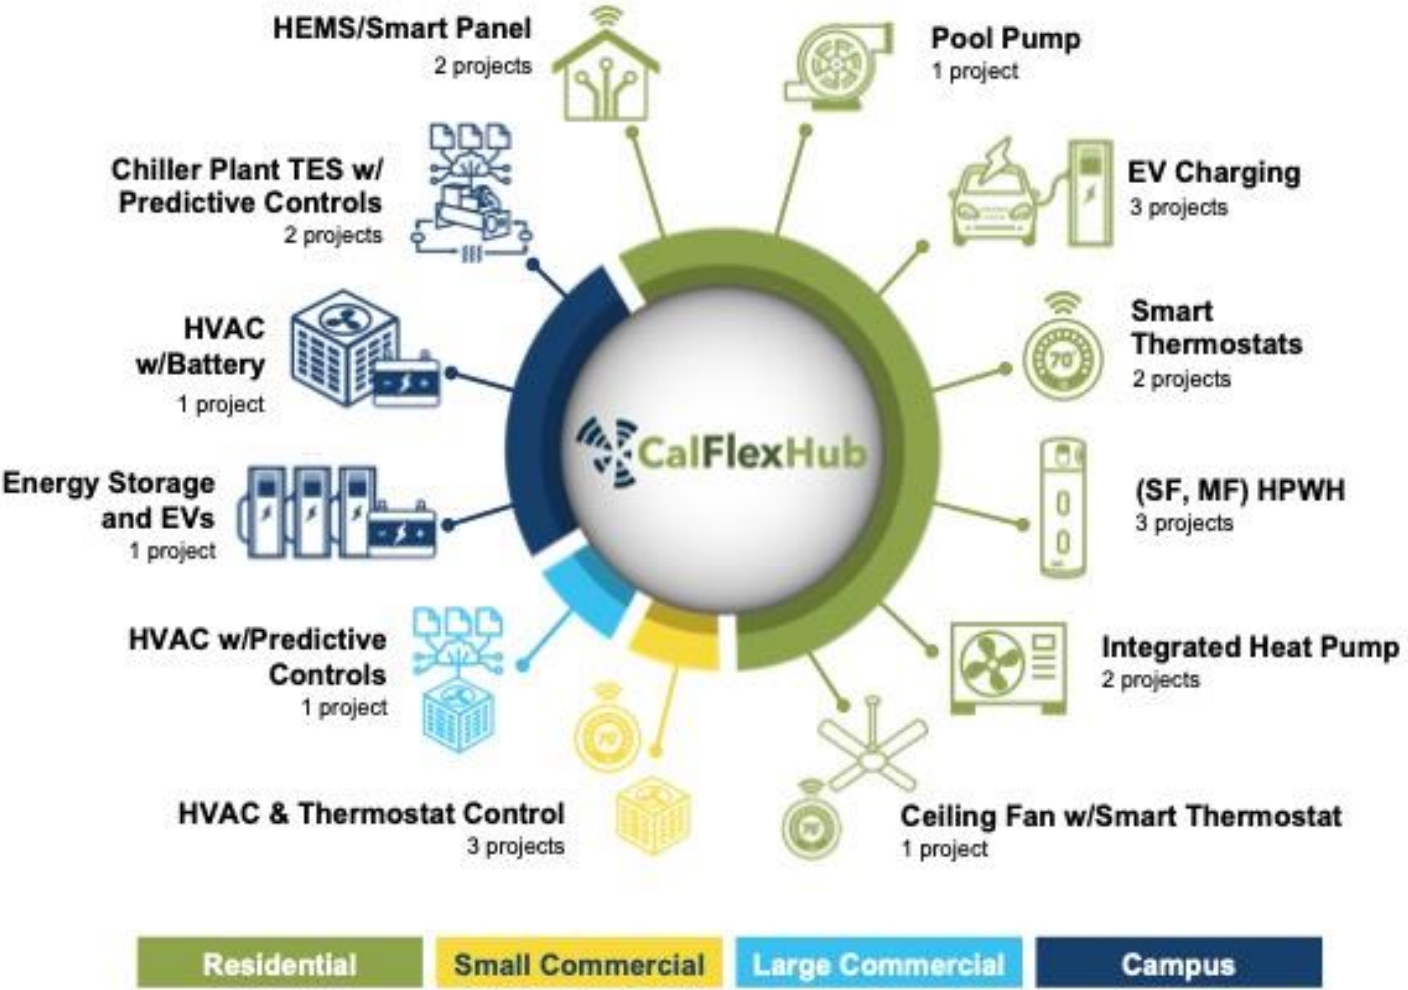 HEMS/Smart Panel
2 projects
Pool Pump
1 project
Chiller Plant TES w/
Predictive Controls
2 projects
EV Charging
3 projects
HVAC
w/Battery
1 project
Smart
Thermostats
2 projects
70°
CalFlexHub
Energy Storage
and EVs
1 project
(SF, MF) HPWH
3 projects
HVAC w/Predictive
Controls
1 project
Integrated Heat Pump
2 projects
70°
HVAC & Thermostat Control
3 projects
70°
Ceiling Fan w/Smart Thermostat
1 project
Residential
Small Commercial
Large Commercial
Campus